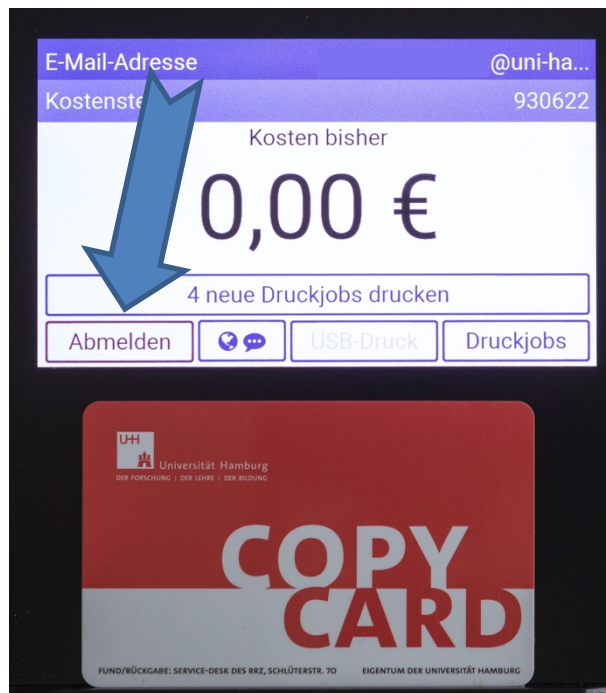 E-Mail-Adresse @uni-ha...
930622
Kosten bisher
0,00 €
4 neue Druckjobs drucken
Abmelden USB-Druck Druckjobs
UHH
Universität Hamburg
DER FORSCHUNG | DER LEHRE | DER BILDUNG
COPY
CARD
FUND/RÜCKGABE: SERVICE-DESK DES RRZ, SCHLÜTERSTR. 70 EIGENTUM DER UNIVERSITÄT HAMBURG